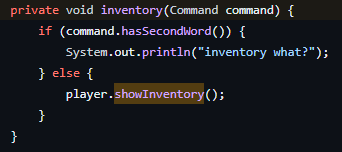 private void inventory(Command command) {
    if (command.hasSecondWord()) {
        System.out.println("inventory what?");
    } else {
        player.showInventory();
    }
}